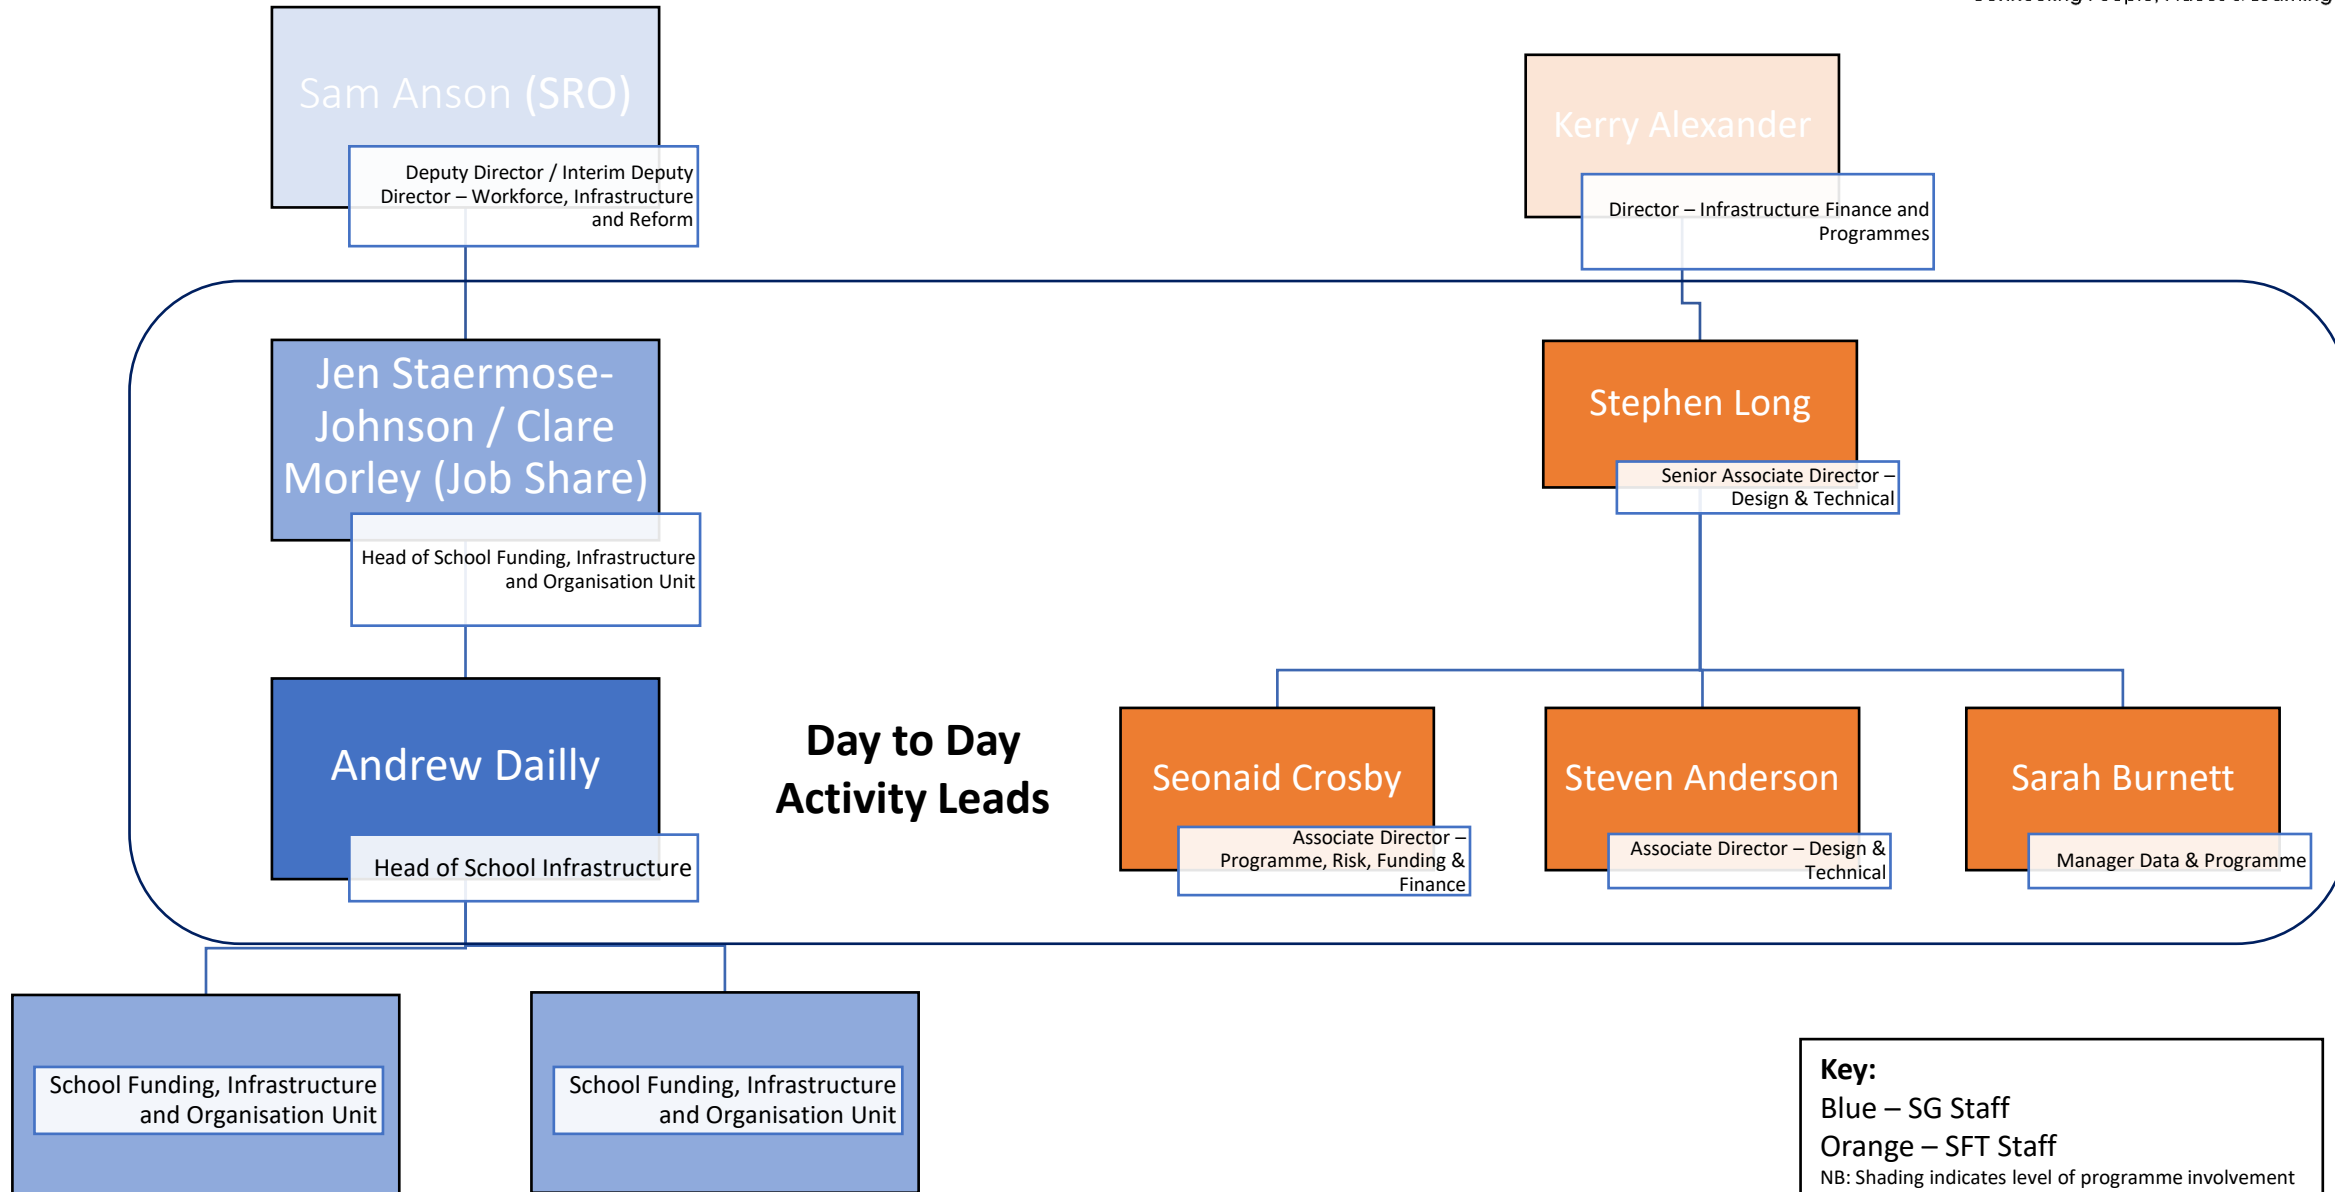 Sam Anson (SRO)
Deputy Director / Interim Deputy
Director – Workforce, Infrastructure
and Reform
Kerry Alexander
Director – Infrastructure Finance and
Programmes
Jen Staermose-
Johnson / Clare
Morley (Job Share)
Head of School Funding, Infrastructure
and Organisation Unit
Stephen Long
Senior Associate Director –
Design & Technical
Andrew Dailly
Head of School Infrastructure
Day to Day
Activity Leads
Seonaid Crosby
Associate Director –
Programme, Risk, Funding &
Finance
Steven Anderson
Associate Director – Design &
Technical
Sarah Burnett
Manager Data & Programme
School Funding, Infrastructure
and Organisation Unit
School Funding, Infrastructure
and Organisation Unit
Key:
Blue – SG Staff
Orange – SFT Staff
NB: Shading indicates level of programme involvement